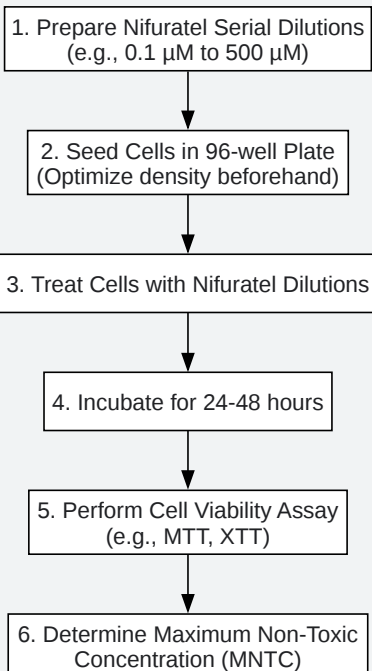 1. Prepare Nifuratel Serial Dilutions
(e.g., 0.1 µM to 500 µM)
2. Seed Cells in 96-well Plate
(Optimize density beforehand)
3. Treat Cells with Nifuratel Dilutions
4. Incubate for 24-48 hours
5. Perform Cell Viability Assay
(e.g., MTT, XTT)
6. Determine Maximum Non-Toxic
Concentration (MNTC)